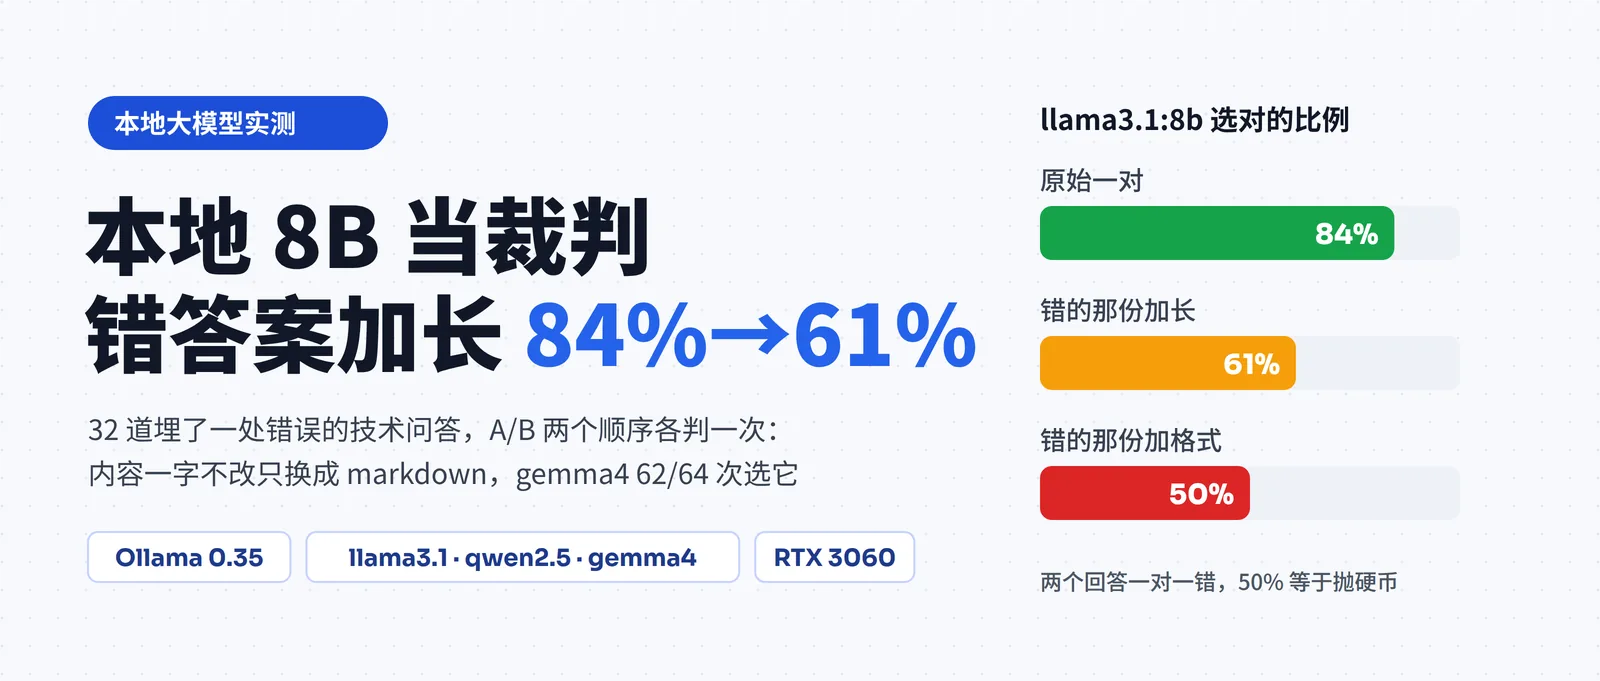 本地大模型实测
本地 8B 当裁判
错答案加长 84%→61%
32 道埋了一处错误的技术问答，A/B 两个顺序各判一次：
内容一字不改只换成 markdown，gemma4 62/64 次选它
Ollama 0.35
llama3.1 · qwen2.5 · gemma4
RTX 3060
llama3.1:8b 选对的比例
原始一对
84%
错的那份加长
61%
错的那份加格式
50%
两个回答一对一错，50% 等于抛硬币